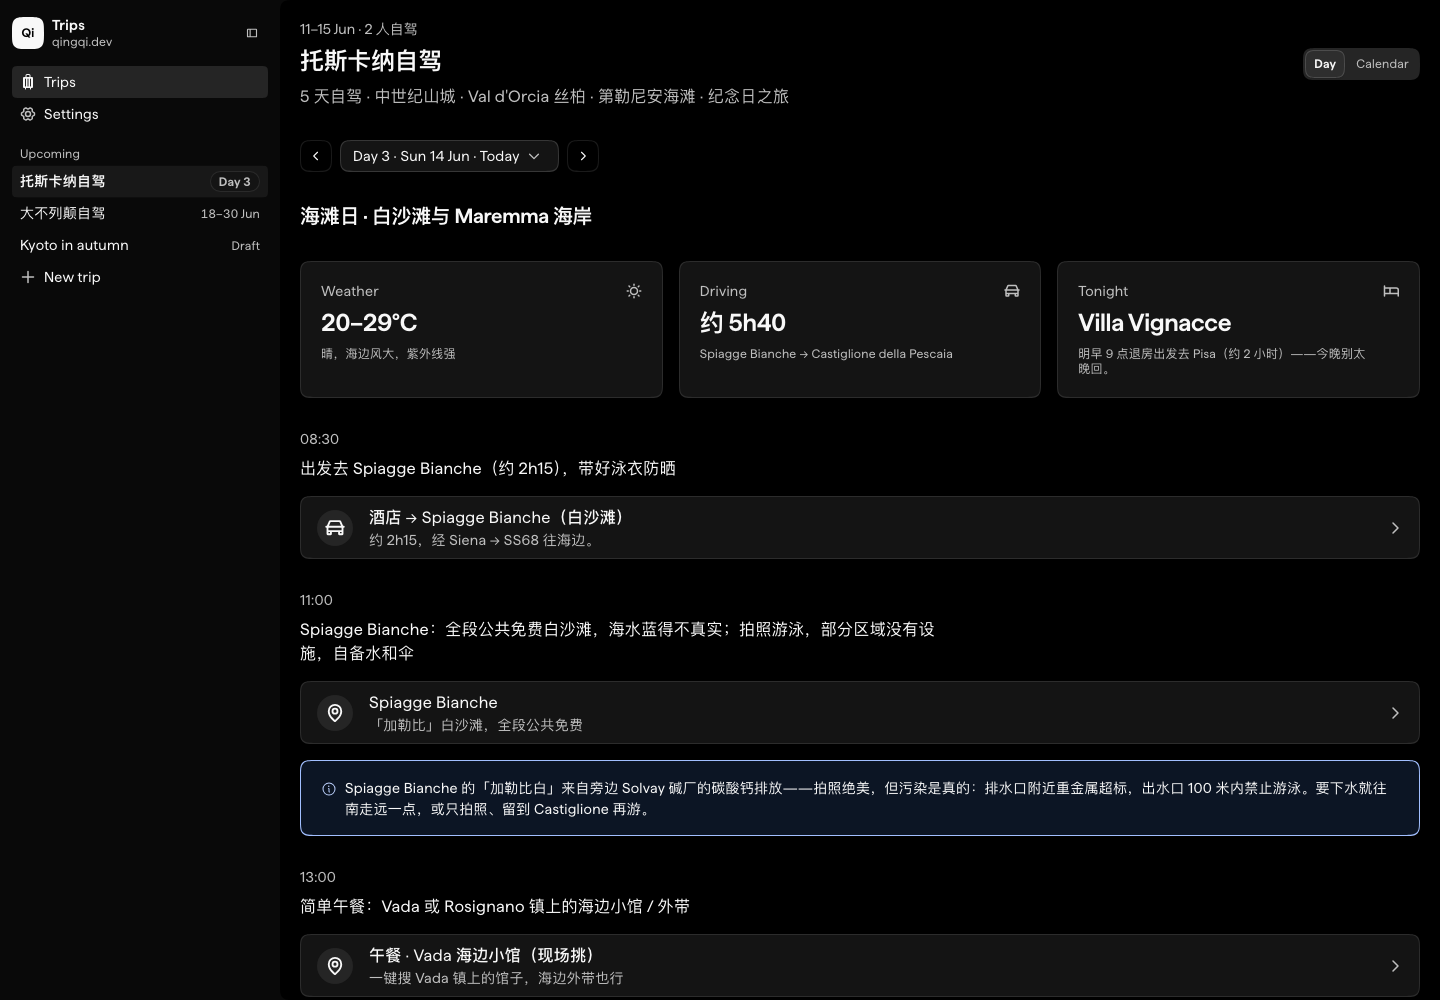 Qi
Trips
qingqi.dev
Trips
Settings
Upcoming
托斯卡纳自驾 Day 3
大不列颠自驾 18–30 Jun
Kyoto in autumn Draft
New trip
11–15 Jun · 2 人自驾
托斯卡纳自驾
5 天自驾 · 中世纪山城 · Val d'Orcia 丝柏 · 第勒尼安海滩 · 纪念日之旅
Day Calendar
Day 3 · Sun 14 Jun · Today
海滩日 · 白沙滩与 Maremma 海岸
Weather
20–29°C
晴，海边风大，紫外线强
Driving
约 5h40
Spiagge Bianche → Castiglione della Pescaia
Tonight
Villa Vignacce
明早 9 点退房出发去 Pisa（约 2 小时）——今晚别太
晚回。
08:30
出发去 Spiagge Bianche（约 2h15），带好泳衣防晒
酒店 → Spiagge Bianche（白沙滩）
约 2h15，经 Siena → SS68 往海边。
11:00
Spiagge Bianche：全段公共免费白沙滩，海水蓝得不真实；拍照游泳，部分区域没有设
施，自备水和伞
Spiagge Bianche
「加勒比」白沙滩，全段公共免费
Spiagge Bianche 的「加勒比白」来自旁边 Solvay 碱厂的碳酸钙排放——拍照绝美，但污染是真的：排水口附近重金属超标，出水口 100 米内禁止游泳。要下水就往
南走远一点，或只拍照、留到 Castiglione 再游。
13:00
简单午餐：Vada 或 Rosignano 镇上的海边小馆 / 外带
午餐 · Vada 海边小馆（现场挑）
一键搜 Vada 镇上的馆子，海边外带也行